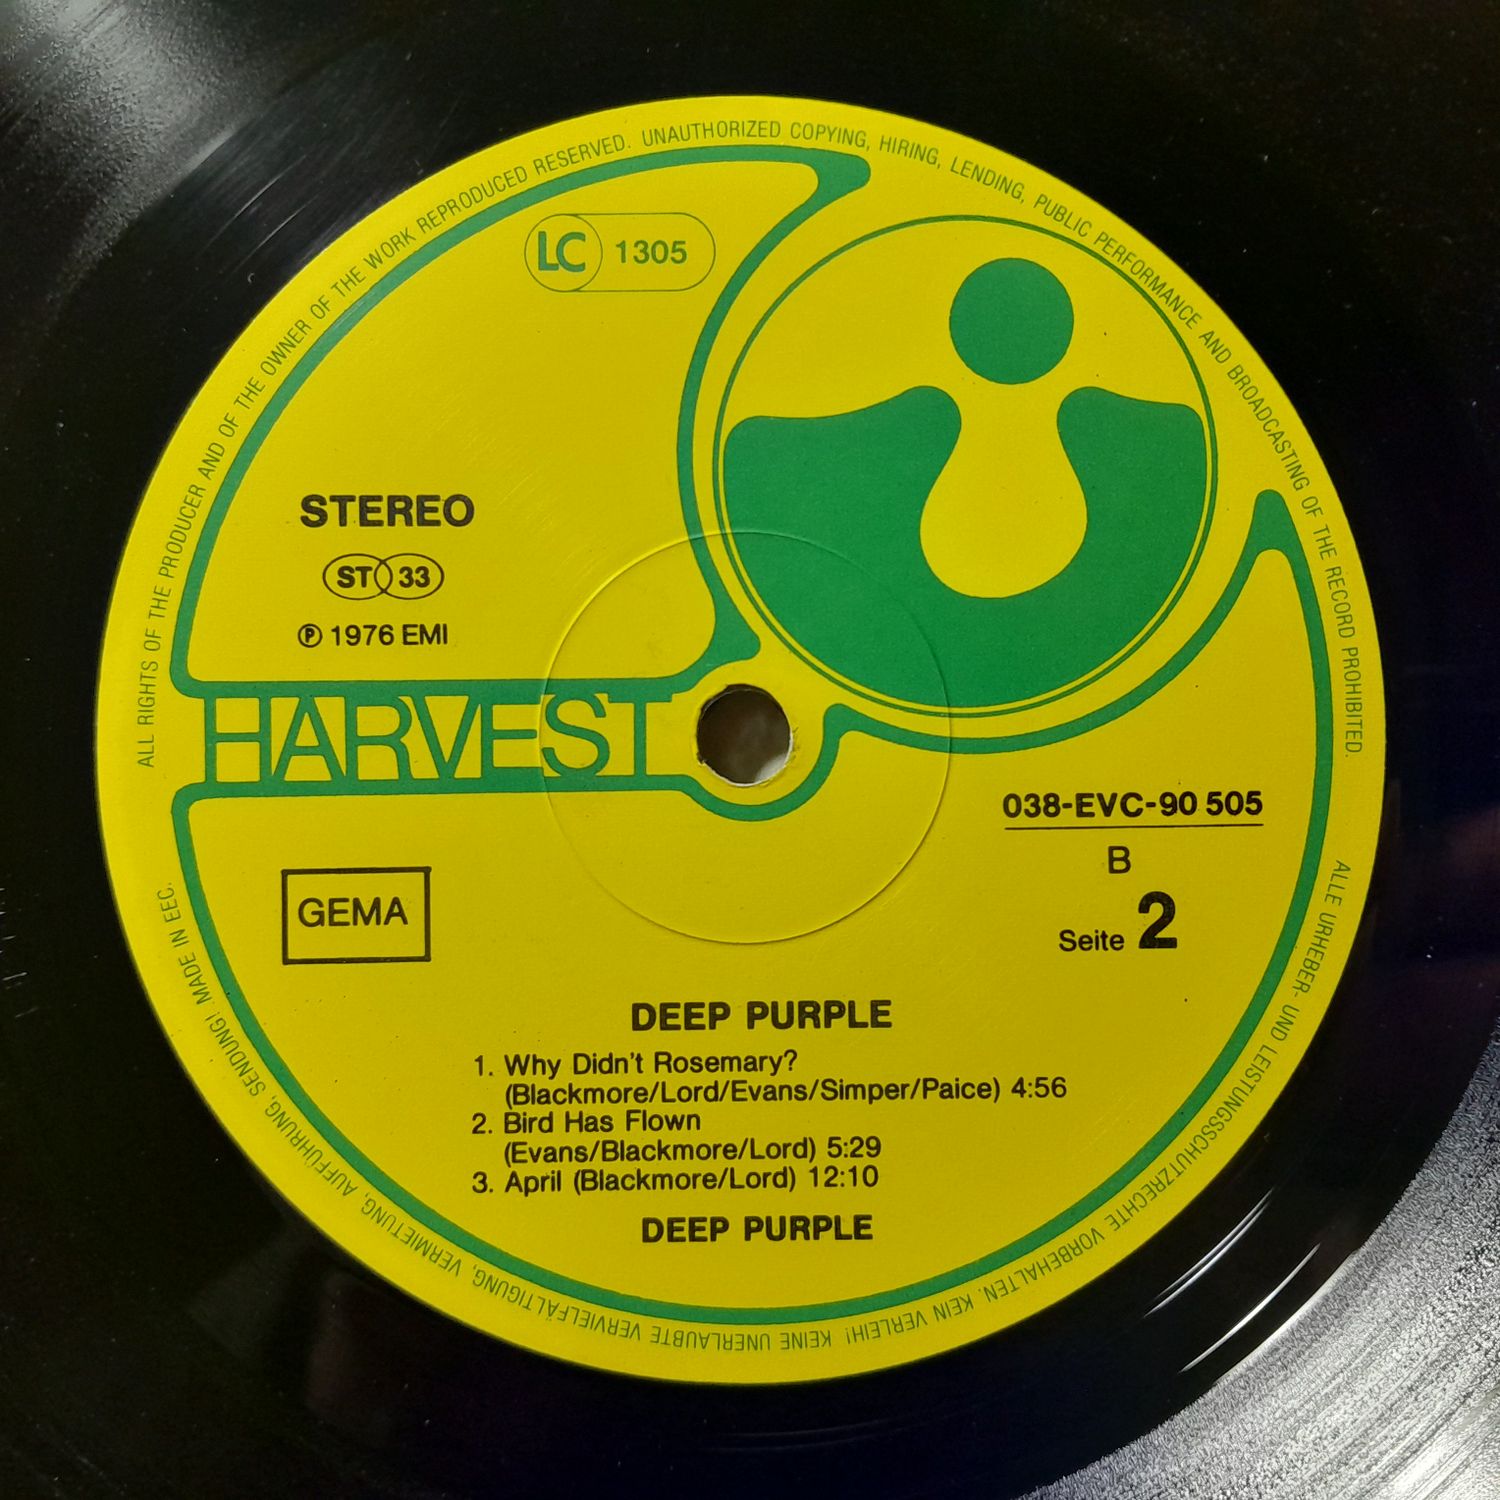 ALL RIGHTS OF THE PRODUCER AND OF THE OWNER OF THE WORK REPRODUCED RESERVED. UNAUTHORIZED COPYING, HIRING, LENDING, PUBLIC PERFORMANCE AND BROADCASTING OF THE RECORD PROHIBITED.
LC 1305
STEREO
ST 33
℗ 1976 EMI
HARVEST
038-EVC-90 505
B
Seite 2
GEMA
DEEP PURPLE
1. Why Didn't Rosemary?
(Blackmore/Lord/Evans/Simper/Paice) 4:56
2. Bird Has Flown
(Evans/Blackmore/Lord) 5:29
3. April (Blackmore/Lord) 12:10
DEEP PURPLE
ALLE URHEBER- UND LEISTUNGSSCHUTZRECHTE VORBEHALTEN. KEIN VERLEIH! KEINE UNERLAUBTE VERVIELFÄLTIGUNG, VERMIETUNG, AUFFÜHRUNG, SENDUNG! MADE IN EEC.